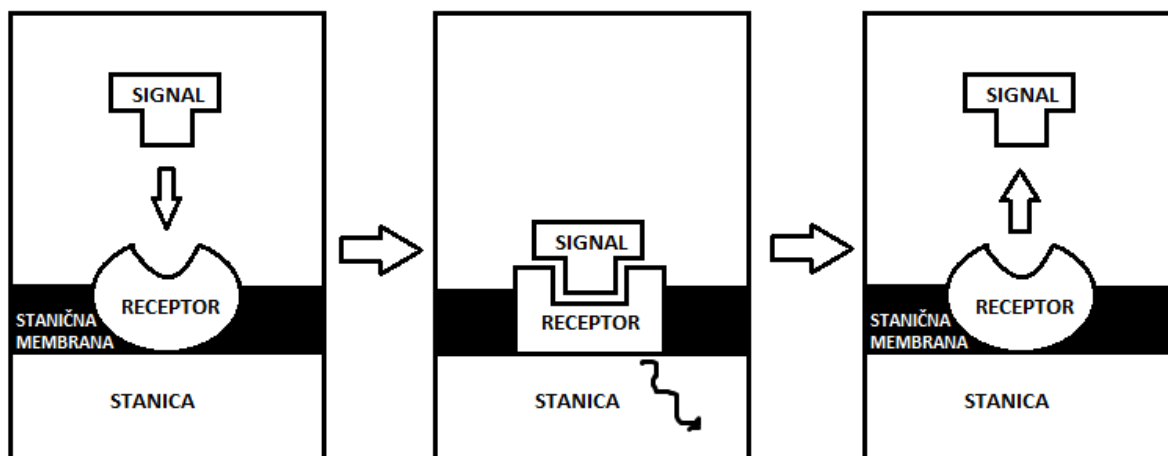 SIGNAL
RECEPTOR
STANIČNA
MEMBRANA
STANICA
SIGNAL
RECEPTOR
STANICA
SIGNAL
RECEPTOR
STANIČNA
MEMBRANA
STANICA